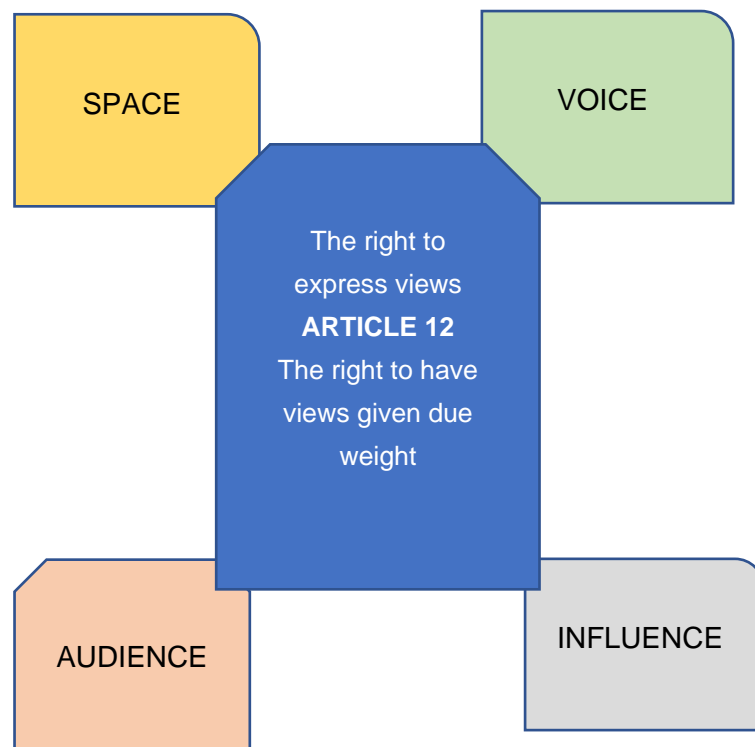 SPACE
VOICE
The right to
express views
ARTICLE 12
The right to have
views given due
weight
AUDIENCE
INFLUENCE